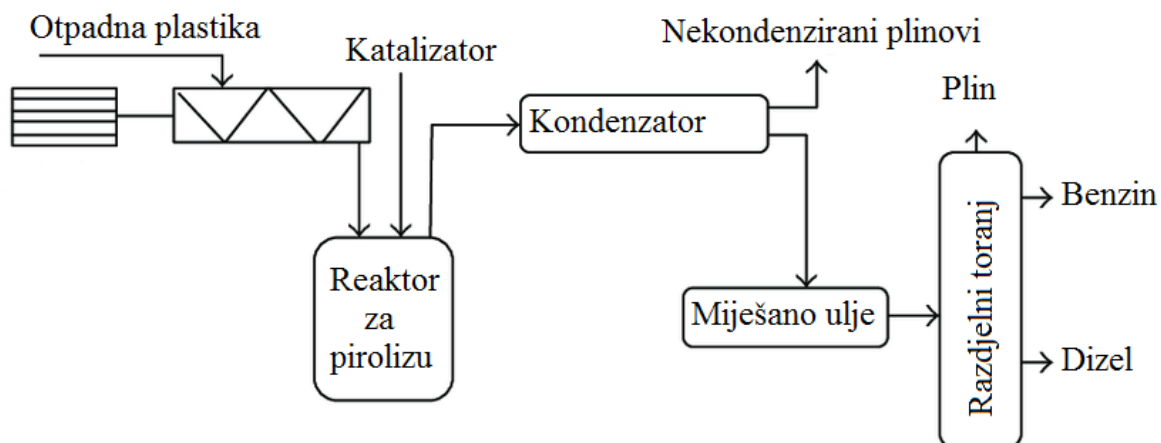 Otpadna plastika
Katalizator
Nekondenzirani plinovi
Plin
Kondenzator
Benzin
Reaktor
za
pirolizu
Miješano ulje
Razdjelni toranj
Dizel